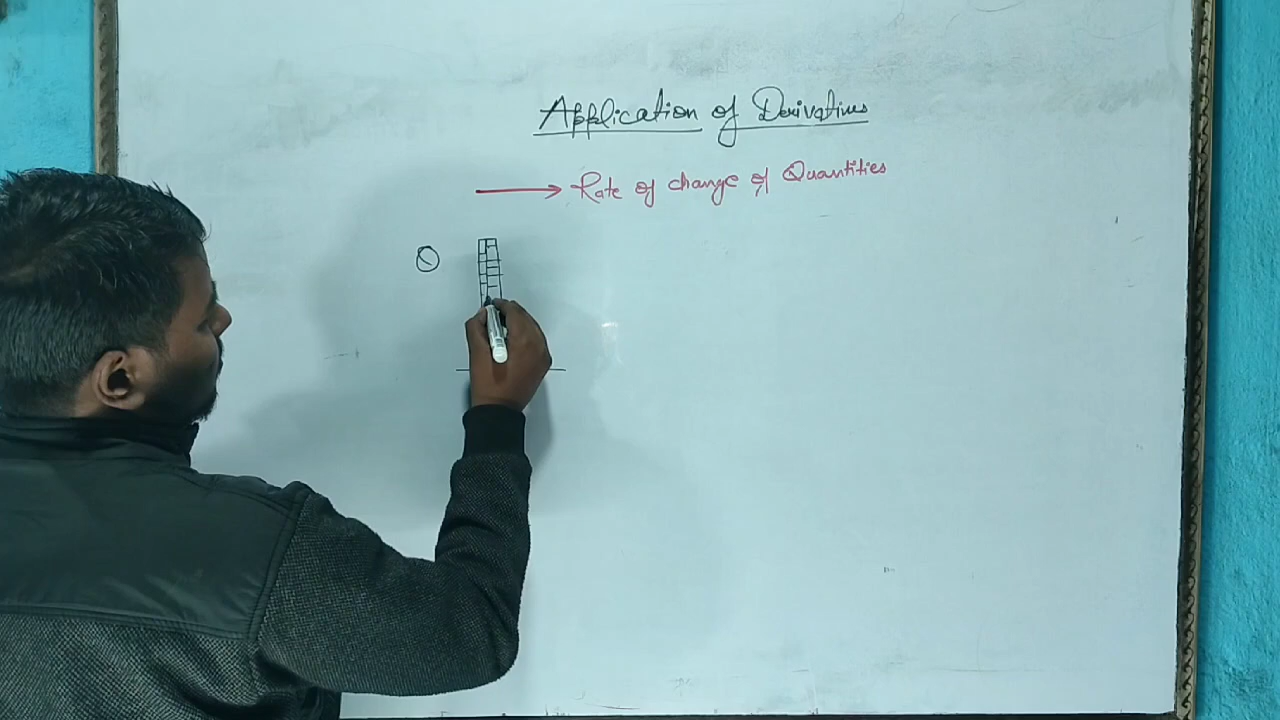 Application of Derivatives
Rate of change of Quantities